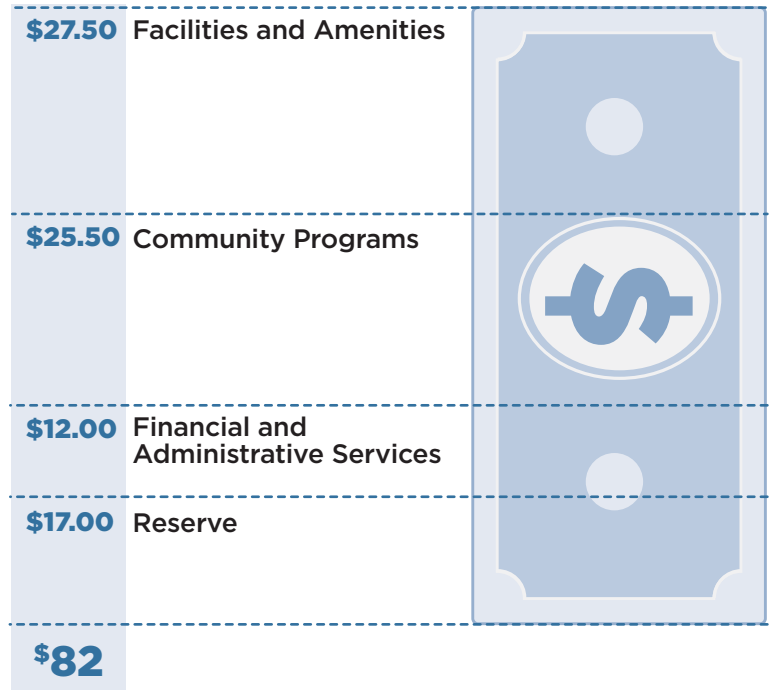 $27.50 Facilities and Amenities
$25.50 Community Programs
$12.00 Financial and
Administrative Services
$17.00 Reserve
$82
$